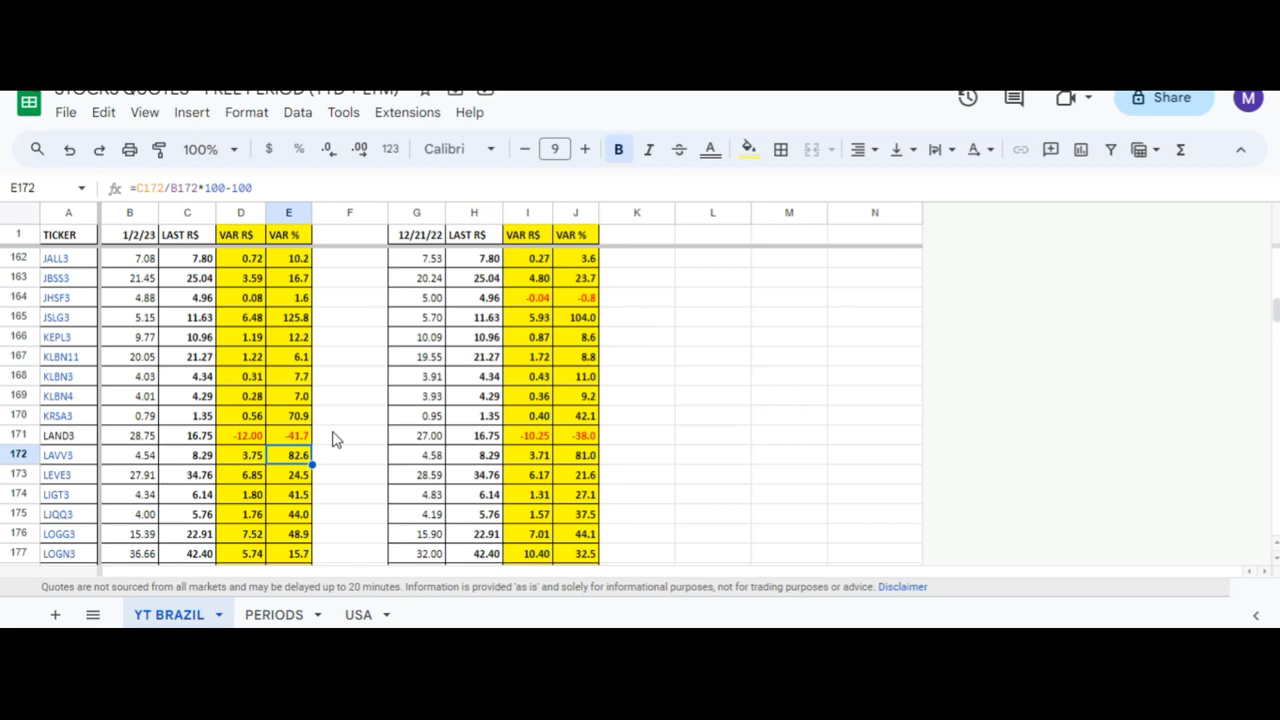 STOCKS QUOTES - FREE PERIOD (YTD + LTM)
File Edit View Insert Format Data Tools Extensions Help
Share M
100% $ % .0 .00 123 Calibri 9 B I A Σ
E172 fx =C172/B172*100-100
A B C D E F G H I J K L M N
1 TICKER 1/2/23 LAST R$ VAR R$ VAR % 12/21/22 LAST R$ VAR R$ VAR %
162 JALL3 7.08 7.80 0.72 10.2 7.53 7.80 0.27 3.6
163 JBSS3 21.45 25.04 3.59 16.7 20.24 25.04 4.80 23.7
164 JHSF3 4.88 4.96 0.08 1.6 5.00 4.96 -0.04 -0.8
165 JSLG3 5.15 11.63 6.48 125.8 5.70 11.63 5.93 104.0
166 KEPL3 9.77 10.96 1.19 12.2 10.09 10.96 0.87 8.6
167 KLBN11 20.05 21.27 1.22 6.1 19.55 21.27 1.72 8.8
168 KLBN3 4.03 4.34 0.31 7.7 3.91 4.34 0.43 11.0
169 KLBN4 4.01 4.29 0.28 7.0 3.93 4.29 0.36 9.2
170 KRSA3 0.79 1.35 0.56 70.9 0.95 1.35 0.40 42.1
171 LAND3 28.75 16.75 -12.00 -41.7 27.00 16.75 -10.25 -38.0
172 LAVV3 4.54 8.29 3.75 82.6 4.58 8.29 3.71 81.0
173 LEVE3 27.91 34.76 6.85 24.5 28.59 34.76 6.17 21.6
174 LIGT3 4.34 6.14 1.80 41.5 4.83 6.14 1.31 27.1
175 LJQQ3 4.00 5.76 1.76 44.0 4.19 5.76 1.57 37.5
176 LOGG3 15.39 22.91 7.52 48.9 15.90 22.91 7.01 44.1
177 LOGN3 36.66 42.40 5.74 15.7 32.00 42.40 10.40 32.5
Quotes are not sourced from all markets and may be delayed up to 20 minutes. Information is provided 'as is' and solely for informational purposes, not for trading purposes or advice. Disclaimer
YT BRAZIL PERIODS USA